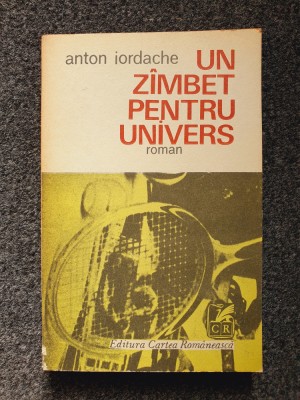 anton iordache
UN
ZÎMBET
PENTRU
UNIVERS
roman
CR
Editura Cartea Românească